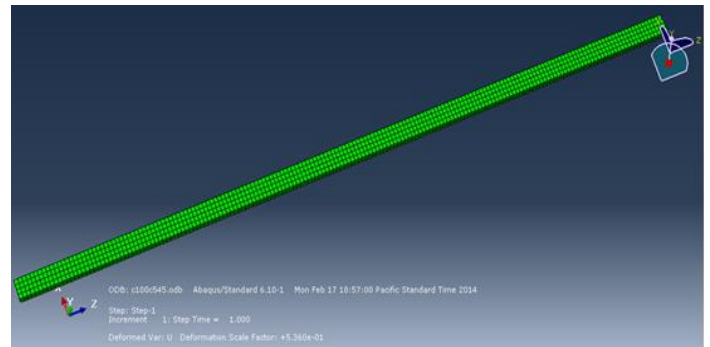 Y
Z
X
Y
Z
ODB: c100c545.odb Abaqus/Standard 6.10-1 Mon Feb 17 18:57:00 Pacific Standard Time 2014
Step: Step-1
Increment 1: Step Time = 1.000
Deformed Var: U Deformation Scale Factor: +5.360e-01